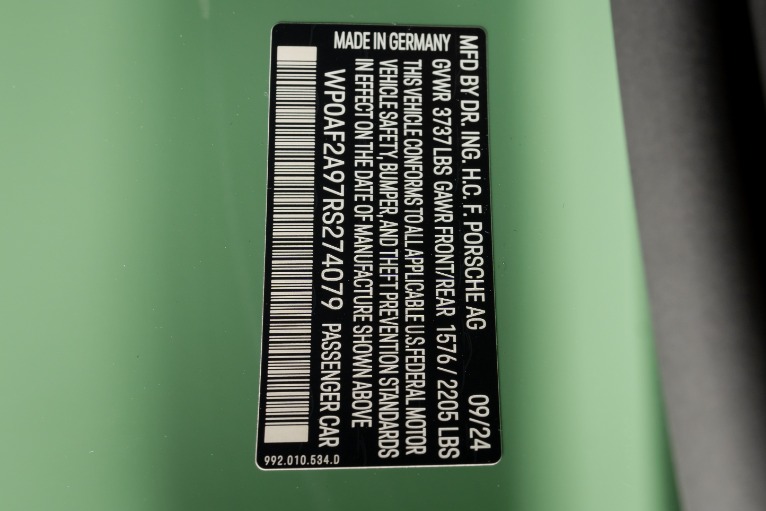 MFD BY DR. ING. H.C. F. PORSCHE AG 09/24
GVWR 3737 LBS GAWR FRONT/REAR 1576 / 2205 LBS
THIS VEHICLE CONFORMS TO ALL APPLICABLE U.S. FEDERAL MOTOR
VEHICLE SAFETY, BUMPER, AND THEFT PREVENTION STANDARDS
IN EFFECT ON THE DATE OF MANUFACTURE SHOWN ABOVE
MADE IN GERMANY
WP0AF2A97RS274079 PASSENGER CAR
992.010.534.D